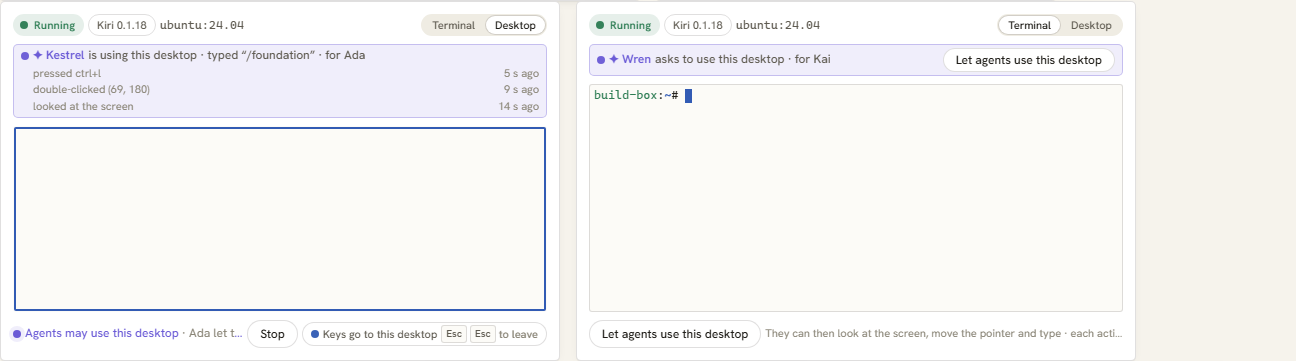 Running Kiri 0.1.18 ubuntu:24.04 Terminal Desktop
✦ Kestrel is using this desktop · typed “/foundation” · for Ada
pressed ctrl+l 5 s ago
double-clicked (69, 180) 9 s ago
looked at the screen 14 s ago
Agents may use this desktop · Ada let t… Stop Keys go to this desktop Esc Esc to leave
Running Kiri 0.1.18 ubuntu:24.04 Terminal Desktop
✦ Wren asks to use this desktop · for Kai Let agents use this desktop
build-box:~#
Let agents use this desktop They can then look at the screen, move the pointer and type · each acti…